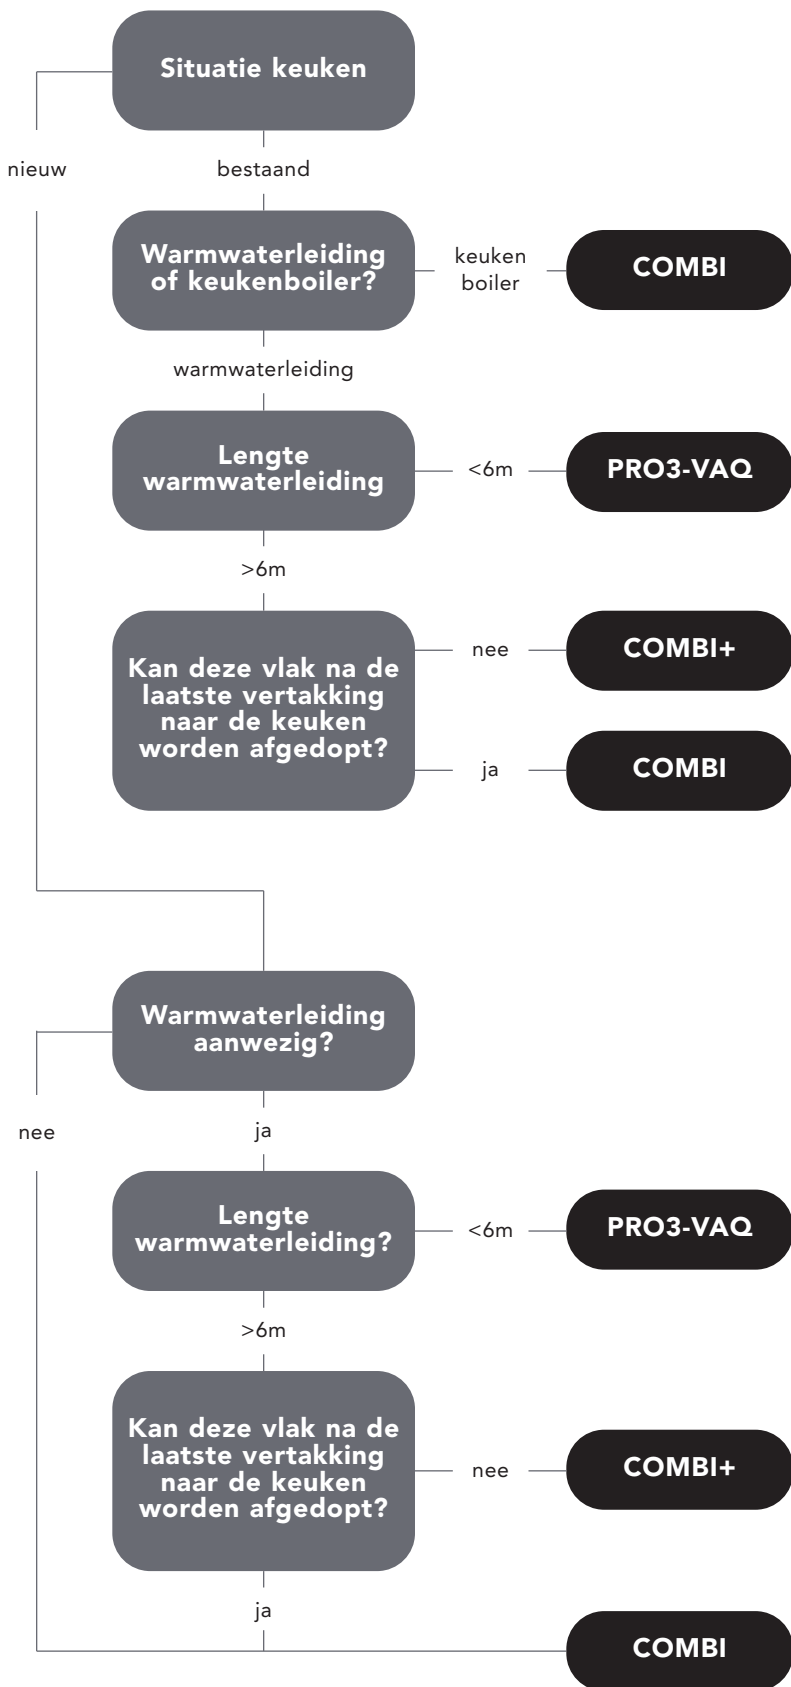 Situatie keuken
nieuw
bestaand
Warmwaterleiding
of keukenboiler?
keuken
boiler
COMBI
warmwaterleiding
Lengte
warmwaterleiding
<6m
PRO3-VAQ
>6m
Kan deze vlak na de
laatste vertakking
naar de keuken
worden afgedopt?
nee
COMBI+
ja
COMBI
Warmwaterleiding
aanwezig?
nee
ja
Lengte
warmwaterleiding?
<6m
PRO3-VAQ
>6m
Kan deze vlak na de
laatste vertakking
naar de keuken
worden afgedopt?
nee
COMBI+
ja
COMBI